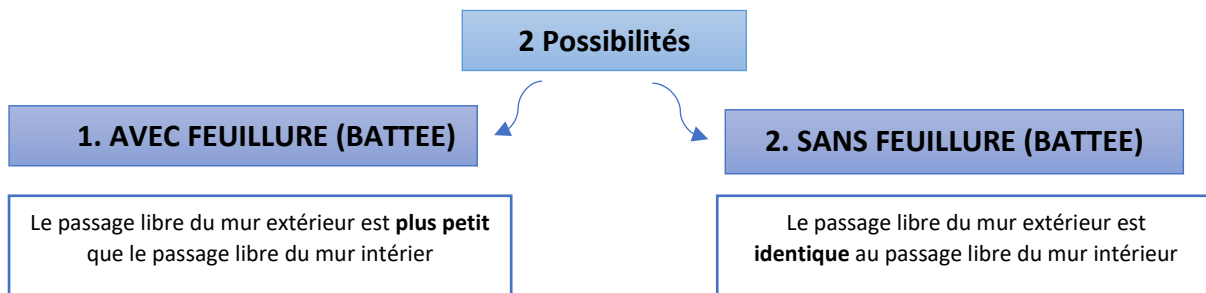 2 Possibilités
1. AVEC FEUILLURE (BATTEE)
2. SANS FEUILLURE (BATTEE)
Le passage libre du mur extérieur est plus petit
que le passage libre du mur intérier
Le passage libre du mur extérieur est
identique au passage libre du mur intérieur